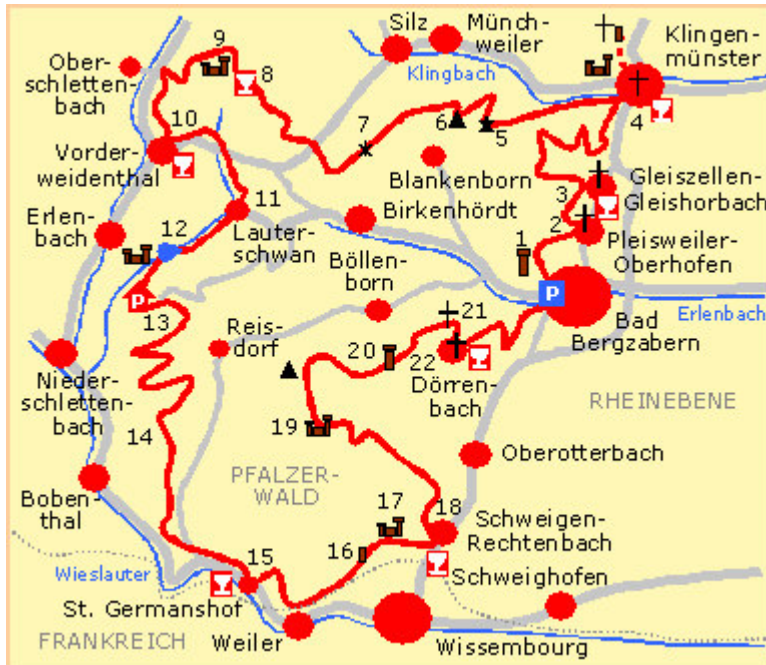 9
Silz
Münch-
weiler
Klingen-
münster
Ober-
schletten-
bach
8
Klingbach
10
7
6
5
4
Vorder-
weidenthal
Blankenborn
3
Gleiszellen-
Gleishorbach
11
Erlen-
bach
12
Lauter-
schwan
Birkenhördt
2
1
Pleisweiler-
Oberhofen
Böllen-
born
P
P
Erlenbach
13
Reis-
dorf
21
Bad
Bergzabern
20
22
Nieder-
schletten-
bach
Dörren-
bach
RHEINEBENE
14
19
PFÄLZER-
WALD
Oberotterbach
Boben-
thal
17
18
Schweigen-
Rechtenbach
16
15
Wieslauter
Schweighofen
St. Germanshof
FRANKREICH
Weiler
Wissembourg